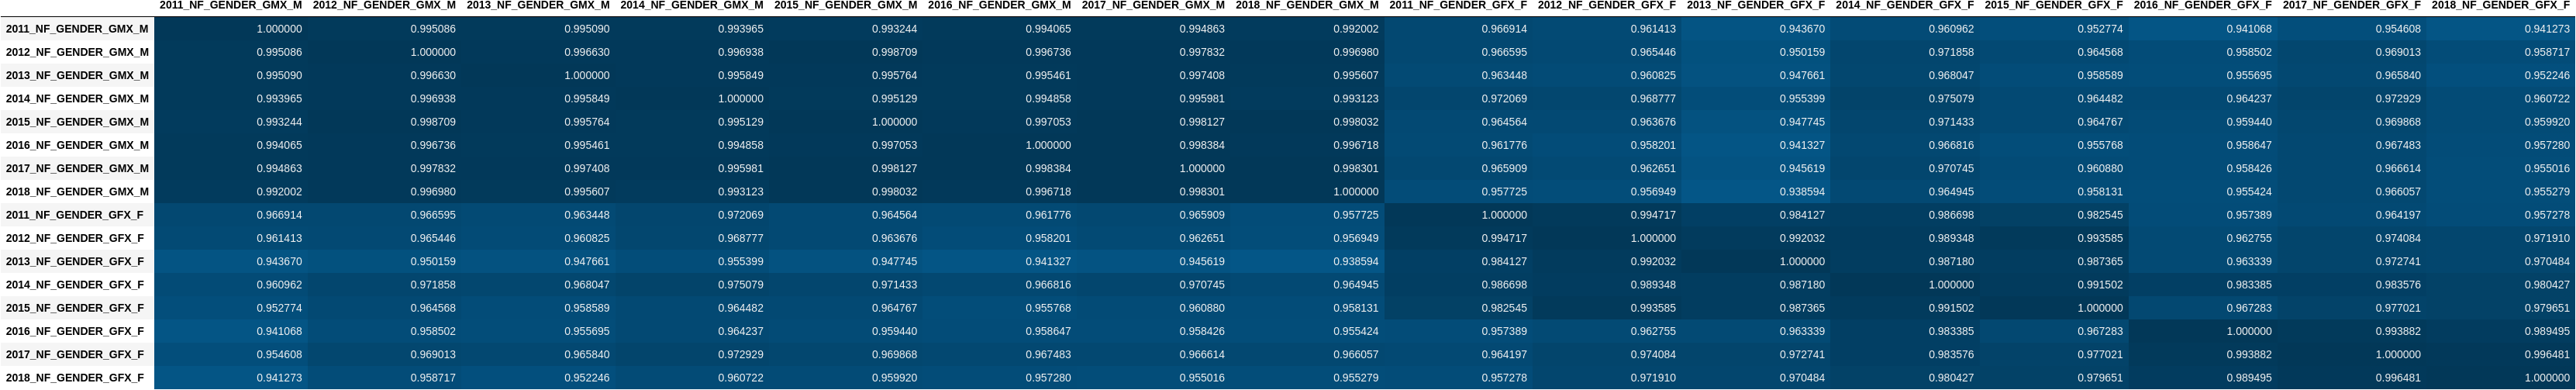 2011_NF_GENDER_GMX_M 2012_NF_GENDER_GMX_M 2013_NF_GENDER_GMX_M 2014_NF_GENDER_GMX_M 2015_NF_GENDER_GMX_M 2016_NF_GENDER_GMX_M 2017_NF_GENDER_GMX_M 2018_NF_GENDER_GMX_M 2011_NF_GENDER_GFX_F 2012_NF_GENDER_GFX_F 2013_NF_GENDER_GFX_F 2014_NF_GENDER_GFX_F 2015_NF_GENDER_GFX_F 2016_NF_GENDER_GFX_F 2017_NF_GENDER_GFX_F 2018_NF_GENDER_GFX_F
2011_NF_GENDER_GMX_M 1.000000 0.995086 0.995090 0.993965 0.993244 0.994065 0.994863 0.992002 0.966914 0.961413 0.943670 0.960962 0.952774 0.941068 0.954608 0.941273
2012_NF_GENDER_GMX_M 0.995086 1.000000 0.996630 0.996938 0.998709 0.996736 0.997832 0.996980 0.966595 0.965446 0.950159 0.971858 0.964568 0.958502 0.969013 0.958717
2013_NF_GENDER_GMX_M 0.995090 0.996630 1.000000 0.995849 0.995764 0.995461 0.997408 0.995607 0.963448 0.960825 0.947661 0.968047 0.958589 0.955695 0.965840 0.952246
2014_NF_GENDER_GMX_M 0.993965 0.996938 0.995849 1.000000 0.995129 0.994858 0.995981 0.993123 0.972069 0.968777 0.955399 0.975079 0.964482 0.964237 0.972929 0.960722
2015_NF_GENDER_GMX_M 0.993244 0.998709 0.995764 0.995129 1.000000 0.997053 0.998127 0.998032 0.964564 0.963676 0.947745 0.971433 0.964767 0.959440 0.969868 0.959920
2016_NF_GENDER_GMX_M 0.994065 0.996736 0.995461 0.994858 0.997053 1.000000 0.998384 0.996718 0.961776 0.958201 0.941327 0.966816 0.955768 0.958647 0.967483 0.957280
2017_NF_GENDER_GMX_M 0.994863 0.997832 0.997408 0.995981 0.998127 0.998384 1.000000 0.998301 0.965909 0.962651 0.945619 0.970745 0.960880 0.958426 0.966614 0.955016
2018_NF_GENDER_GMX_M 0.992002 0.996980 0.995607 0.993123 0.998032 0.996718 0.998301 1.000000 0.957725 0.956949 0.938594 0.964945 0.958131 0.955424 0.966057 0.955279
2011_NF_GENDER_GFX_F 0.966914 0.966595 0.963448 0.972069 0.964564 0.961776 0.965909 0.957725 1.000000 0.994717 0.984127 0.986698 0.982545 0.957389 0.964197 0.957278
2012_NF_GENDER_GFX_F 0.961413 0.965446 0.960825 0.968777 0.963676 0.958201 0.962651 0.956949 0.994717 1.000000 0.992032 0.989348 0.993585 0.962755 0.974084 0.971910
2013_NF_GENDER_GFX_F 0.943670 0.950159 0.947661 0.955399 0.947745 0.941327 0.945619 0.938594 0.984127 0.992032 1.000000 0.987180 0.987365 0.963339 0.972741 0.970484
2014_NF_GENDER_GFX_F 0.960962 0.971858 0.968047 0.975079 0.971433 0.966816 0.970745 0.964945 0.986698 0.989348 0.987180 1.000000 0.991502 0.983385 0.983576 0.980427
2015_NF_GENDER_GFX_F 0.952774 0.964568 0.958589 0.964482 0.964767 0.955768 0.960880 0.958131 0.982545 0.993585 0.987365 0.991502 1.000000 0.967283 0.977021 0.979651
2016_NF_GENDER_GFX_F 0.941068 0.958502 0.955695 0.964237 0.959440 0.958647 0.958426 0.955424 0.957389 0.962755 0.963339 0.983385 0.967283 1.000000 0.993882 0.989495
2017_NF_GENDER_GFX_F 0.954608 0.969013 0.965840 0.972929 0.969868 0.967483 0.966614 0.966057 0.964197 0.974084 0.972741 0.983576 0.977021 0.993882 1.000000 0.996481
2018_NF_GENDER_GFX_F 0.941273 0.958717 0.952246 0.960722 0.959920 0.957280 0.955016 0.955279 0.957278 0.971910 0.970484 0.980427 0.979651 0.989495 0.996481 1.000000